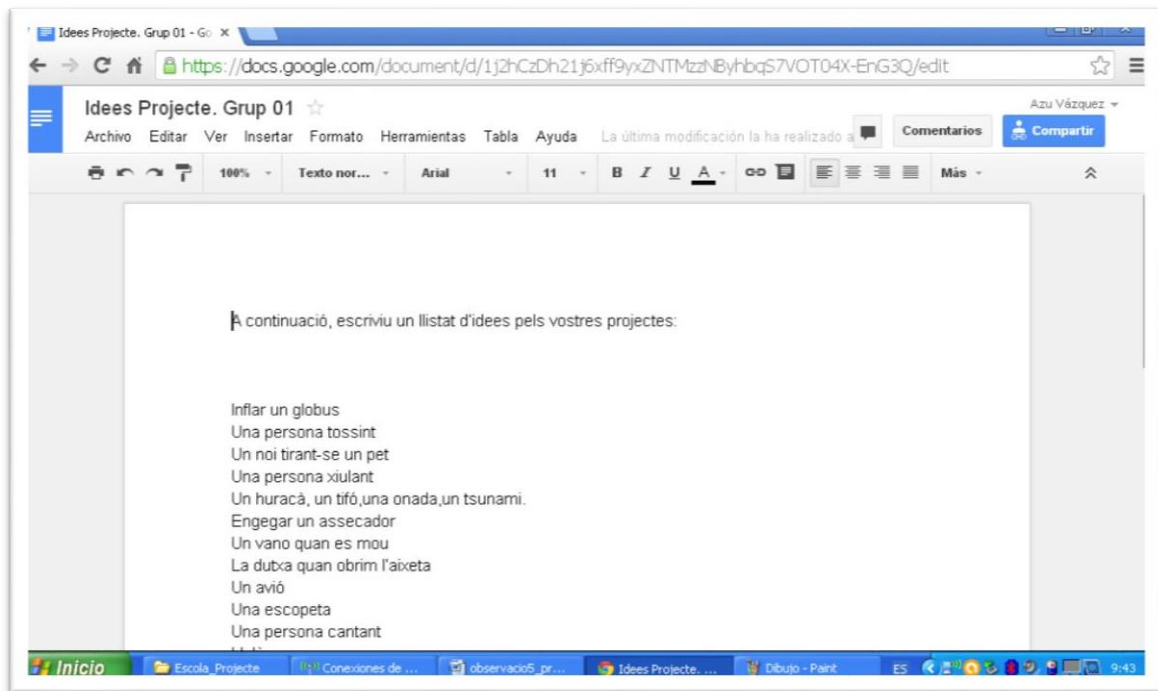 Idees Projecte. Grup 01 - Go
https://docs.google.com/document/d/1j2hCzDh21j6xff9yxZNTMzzNByhbqS7VOT04X-EnG3Q/edit
Idees Projecte. Grup 01
Azu Vázquez
Archivo Editar Ver Insertar Formato Herramientas Tabla Ayuda La última modificación la ha realizado a Comentarios Compartir
100% Texto nor... Arial 11 B I U A Más
A continuació, escriviu un llistat d'idees pels vostres projectes:
Inflar un globus
Una persona tossint
Un noi tirant-se un pet
Una persona xiulant
Un huracà, un tifó,una onada,un tsunami.
Engegar un assecador
Un vano quan es mou
La dutxa quan obrim l'aixeta
Un avió
Una escopeta
Una persona cantant
Inicio Escola_Projecte Conexiones de ... observacio5_pr... Idees Projecte. ... Dibujo - Paint ES 9:43